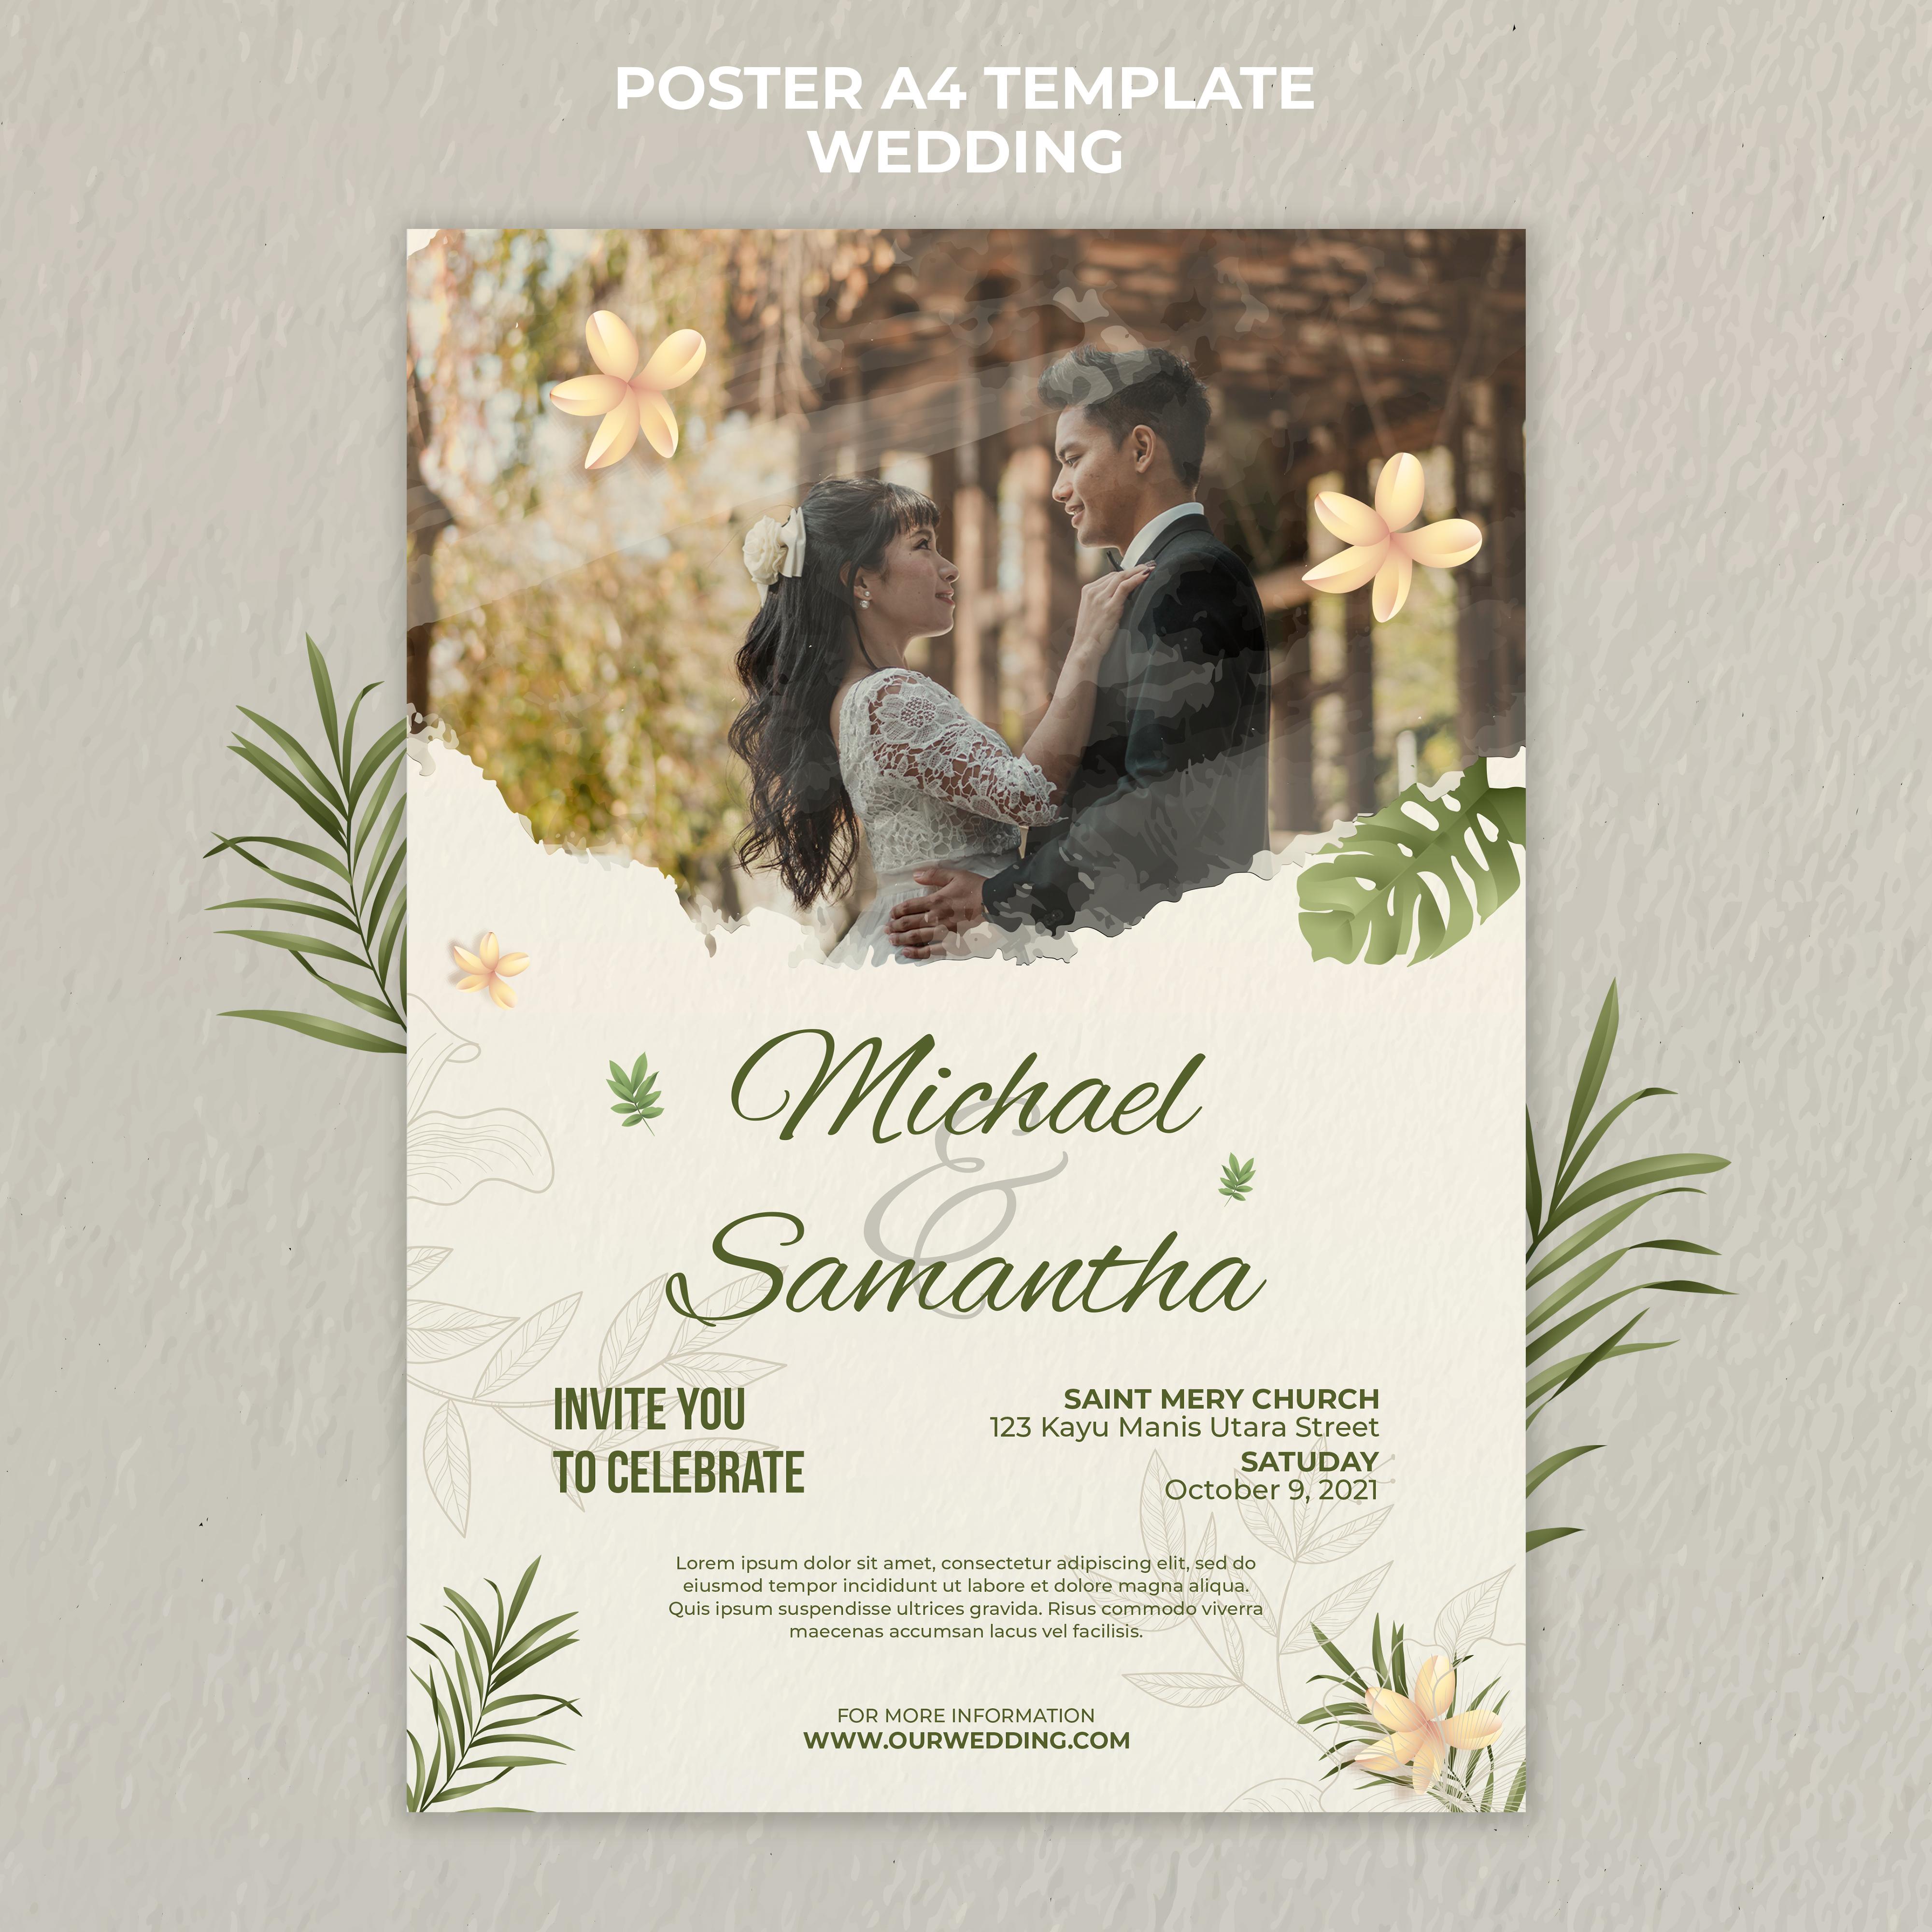 POSTER A4 TEMPLATE
WEDDING
Michael
&
Samantha
INVITE YOU
TO CELEBRATE
SAINT MERY CHURCH
123 Kayu Manis Utara Street
SATUDAY
October 9, 2021
Lorem ipsum dolor sit amet, consectetur adipiscing elit, sed do
eiusmod tempor incididunt ut labore et dolore magna aliqua.
Quis ipsum suspendisse ultrices gravida. Risus commodo viverra
maecenas accumsan lacus vel facilisis.
FOR MORE INFORMATION
WWW.OURWEDDING.COM